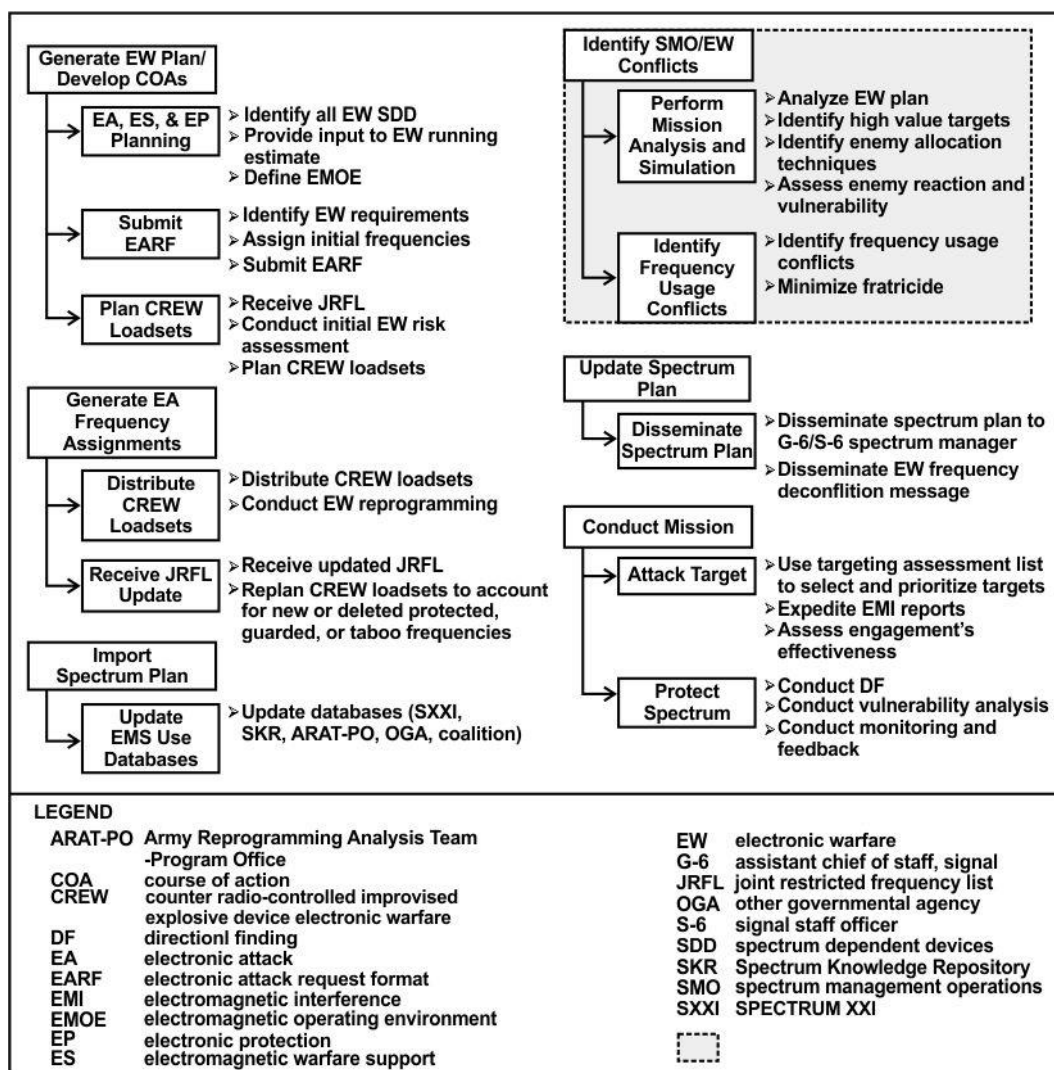 Generate EW Plan/
Develop COAs
EA, ES, & EP
Planning
➢Identify all EW SDD
➢Provide input to EW running
estimate
➢Define EMOE
Submit
EARF
➢Identify EW requirements
➢Assign initial frequencies
➢Submit EARF
Plan CREW
Loadsets
➢Receive JRFL
➢Conduct initial EW risk
assessment
➢Plan CREW loadsets
Generate EA
Frequency
Assignments
Distribute
CREW
Loadsets
➢Distribute CREW loadsets
➢Conduct EW reprogramming
Receive JRFL
Update
➢Receive updated JRFL
➢Replan CREW loadsets to account
for new or deleted protected,
guarded, or taboo frequencies
Import
Spectrum Plan
Update
EMS Use
Databases
➢Update databases (SXXI,
SKR, ARAT-PO, OGA, coalition)
Identify SMO/EW
Conflicts
Perform
Mission
Analysis and
Simulation
➢Analyze EW plan
➢Identify high value targets
➢Identify enemy allocation
techniques
➢Assess enemy reaction and
vulnerability
Identify
Frequency
Usage
Conflicts
➢Identify frequency usage
conflicts
➢Minimize fratricide
Update Spectrum
Plan
Disseminate
Spectrum Plan
➢Disseminate spectrum plan to
G-6/S-6 spectrum manager
➢Disseminate EW frequency
deconflition message
Conduct Mission
Attack Target
➢Use targeting assessment list
to select and prioritize targets
➢Expedite EMI reports
➢Assess engagement's
effectiveness
Protect
Spectrum
➢Conduct DF
➢Conduct vulnerability analysis
➢Conduct monitoring and
feedback
LEGEND
ARAT-PO Army Reprogramming Analysis Team
-Program Office
COA course of action
CREW counter radio-controlled improvised
explosive device electronic warfare
DF directionl finding
EA electronic attack
EARF electronic attack request format
EMI electromagnetic interference
EMOE electromagnetic operating environment
EP electronic protection
ES electromagnetic warfare support
EW electronic warfare
G-6 assistant chief of staff, signal
JRFL joint restricted frequency list
OGA other governmental agency
S-6 signal staff officer
SDD spectrum dependent devices
SKR Spectrum Knowledge Repository
SMO spectrum management operations
SXXI SPECTRUM XXI